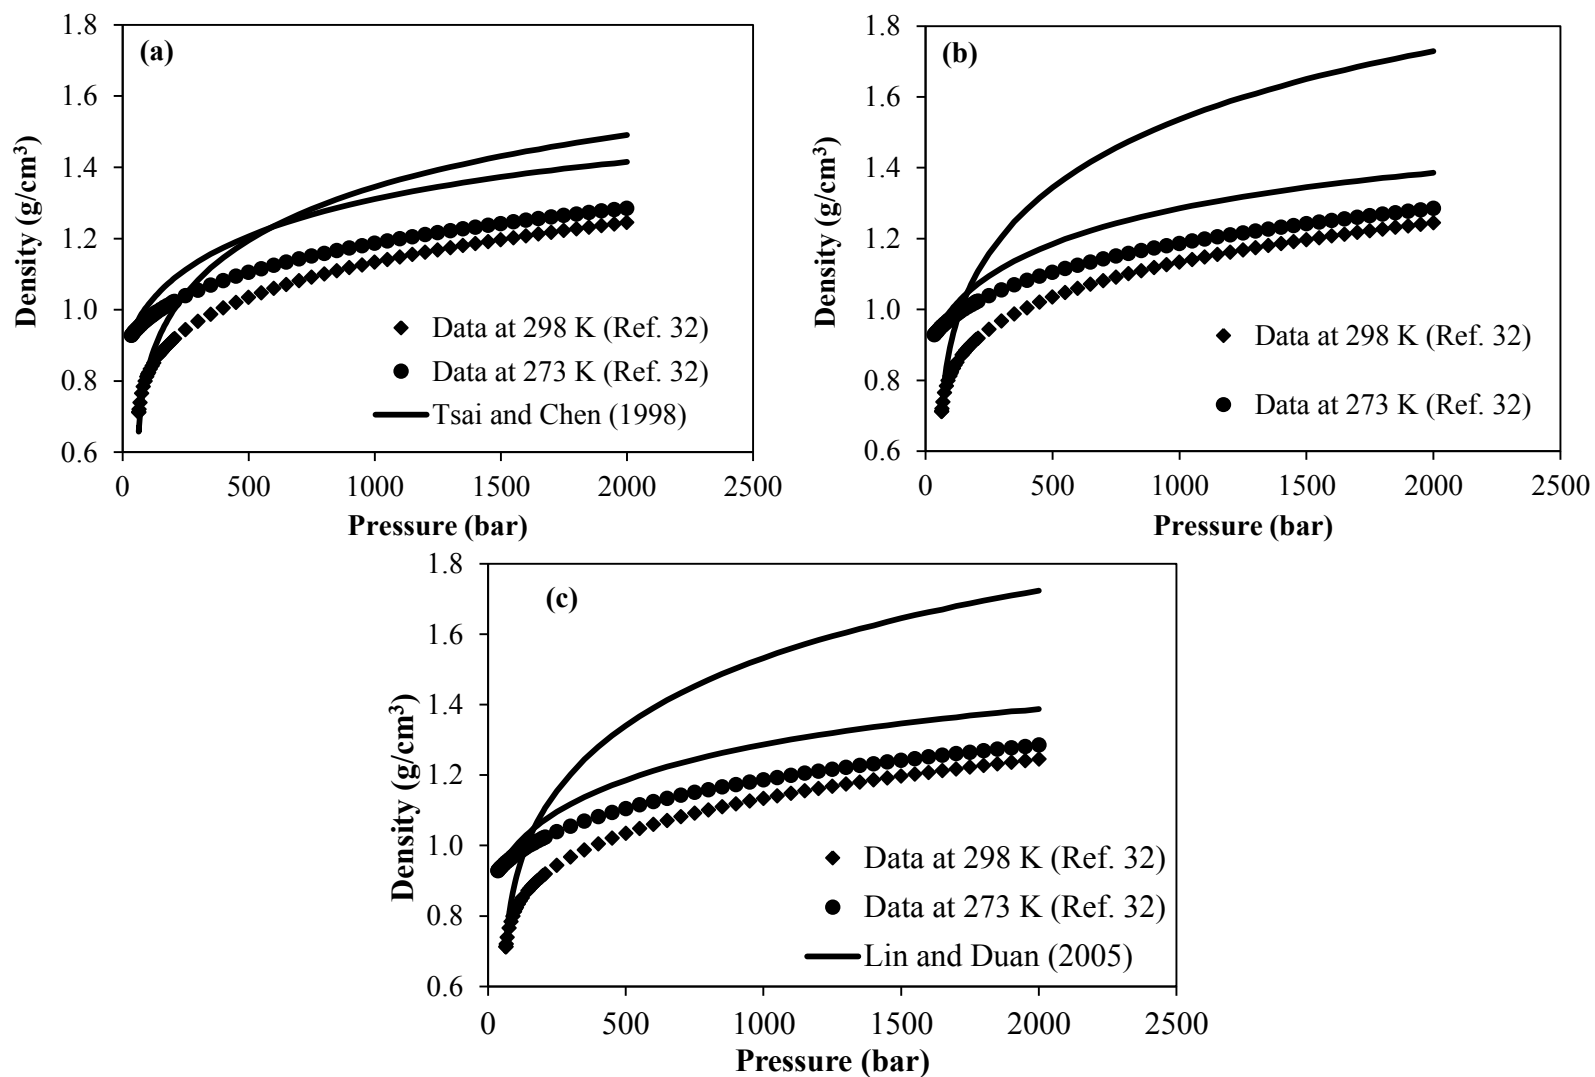 (a)
Density (g/cm³)
1.8
1.6
1.4
1.2
1.0
0.8
0.6
Data at 298 K (Ref. 32)
Data at 273 K (Ref. 32)
Tsai and Chen (1998)
0 500 1000 1500 2000 2500
Pressure (bar)
(b)
Density (g/cm³)
1.8
1.6
1.4
1.2
1.0
0.8
0.6
Data at 298 K (Ref. 32)
Data at 273 K (Ref. 32)
0 500 1000 1500 2000 2500
Pressure (bar)
(c)
Density (g/cm³)
1.8
1.6
1.4
1.2
1.0
0.8
0.6
Data at 298 K (Ref. 32)
Data at 273 K (Ref. 32)
Lin and Duan (2005)
0 500 1000 1500 2000 2500
Pressure (bar)